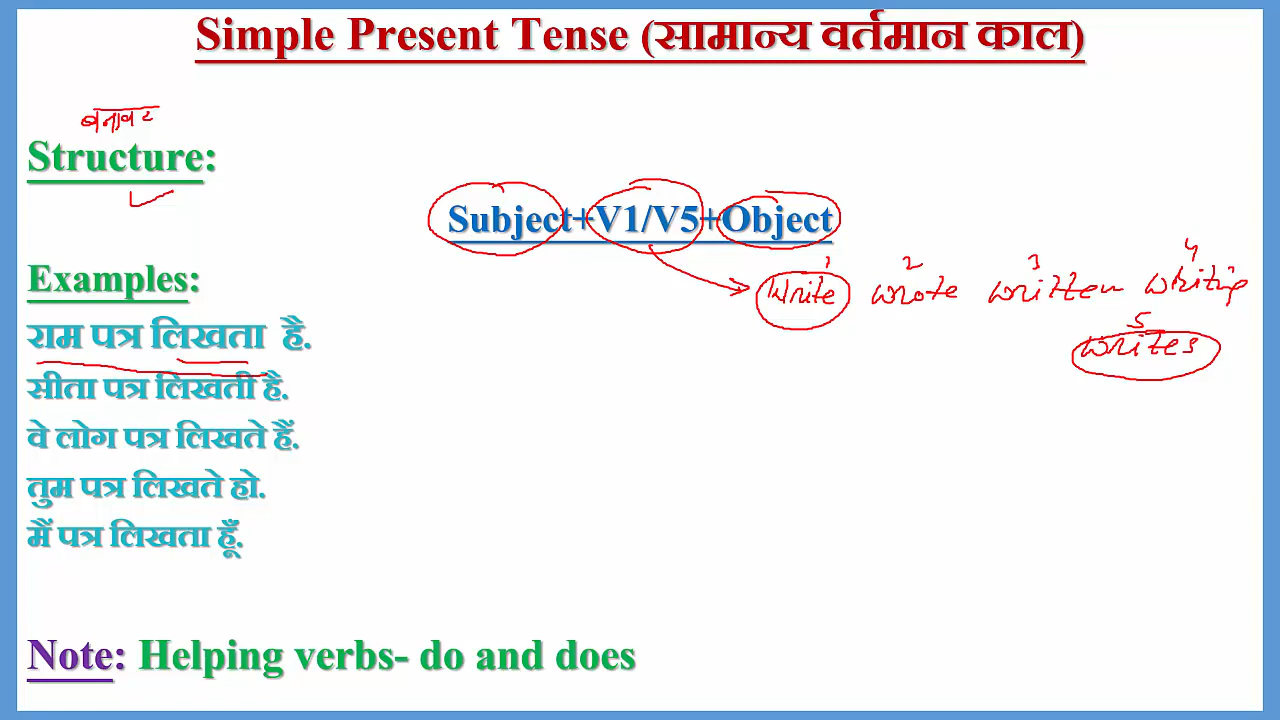 Simple Present Tense (सामान्य वर्तमान काल)
बनावट
Structure:
Subject+V1/V5+Object
1 2 3 4
Write wrote written writing
5
writes
Examples:
राम पत्र लिखता है.
सीता पत्र लिखती है.
वे लोग पत्र लिखते हैं.
तुम पत्र लिखते हो.
मैं पत्र लिखता हूँ.
Note: Helping verbs- do and does